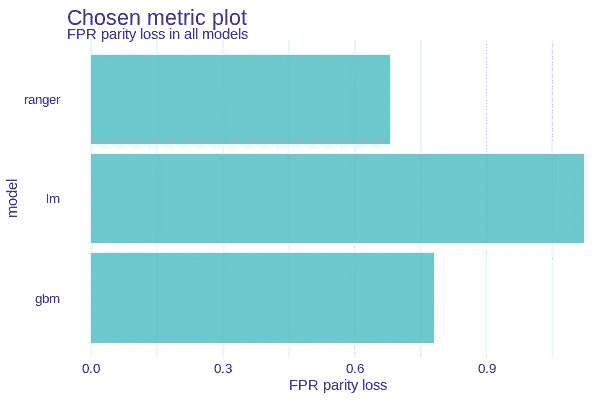 Chosen metric plot
FPR parity loss in all models
ranger
lm
gbm
model
0.0 0.3 0.6 0.9
FPR parity loss